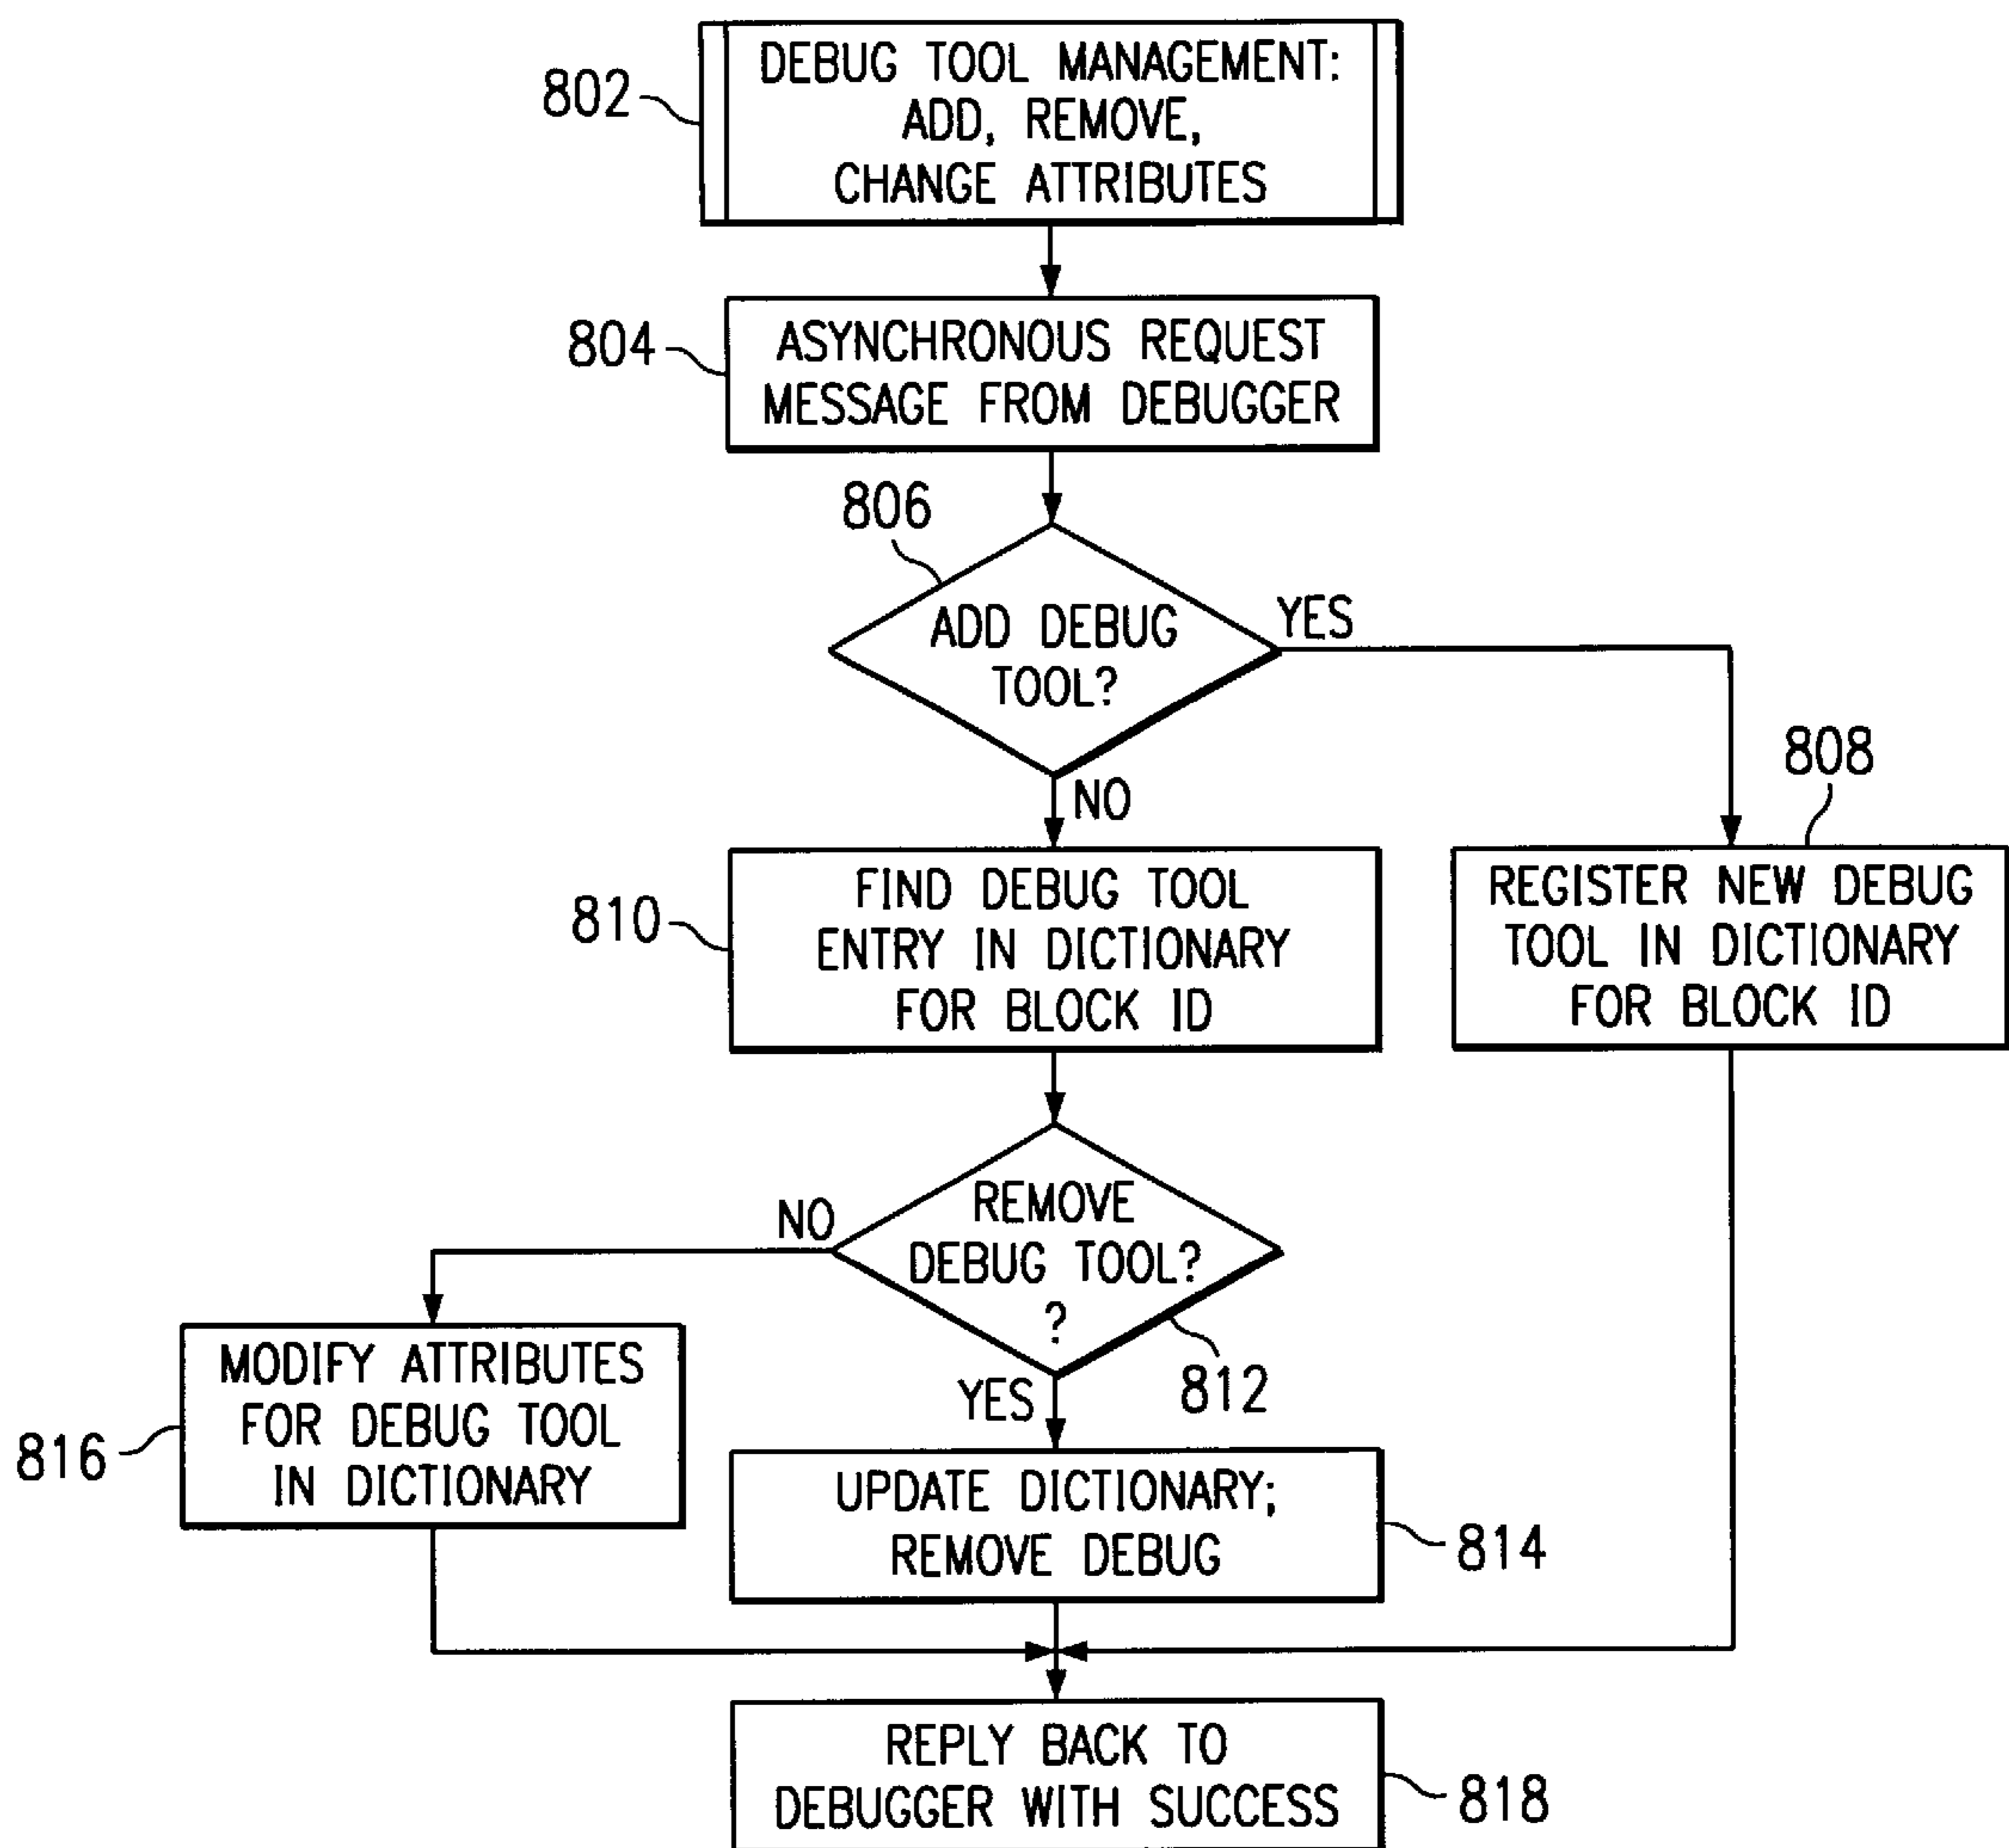 802
DEBUG TOOL MANAGEMENT:
ADD, REMOVE,
CHANGE ATTRIBUTES
804
ASYNCHRONOUS REQUEST
MESSAGE FROM DEBUGGER
806
ADD DEBUG
TOOL?
YES
NO
808
REGISTER NEW DEBUG
TOOL IN DICTIONARY
FOR BLOCK ID
810
FIND DEBUG TOOL
ENTRY IN DICTIONARY
FOR BLOCK ID
REMOVE
DEBUG TOOL?
?
812
NO
YES
816
MODIFY ATTRIBUTES
FOR DEBUG TOOL
IN DICTIONARY
UPDATE DICTIONARY;
REMOVE DEBUG
814
REPLY BACK TO
DEBUGGER WITH SUCCESS
818